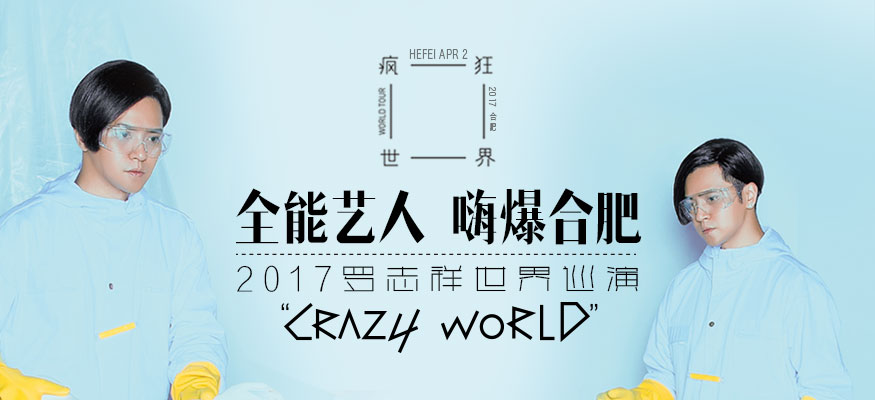 HEFEI APR 2
疯 狂
WORLD TOUR
2017 合肥
世 界
全能艺人 嗨爆合肥
2017罗志祥世界巡演
“CRAZY WORLD”